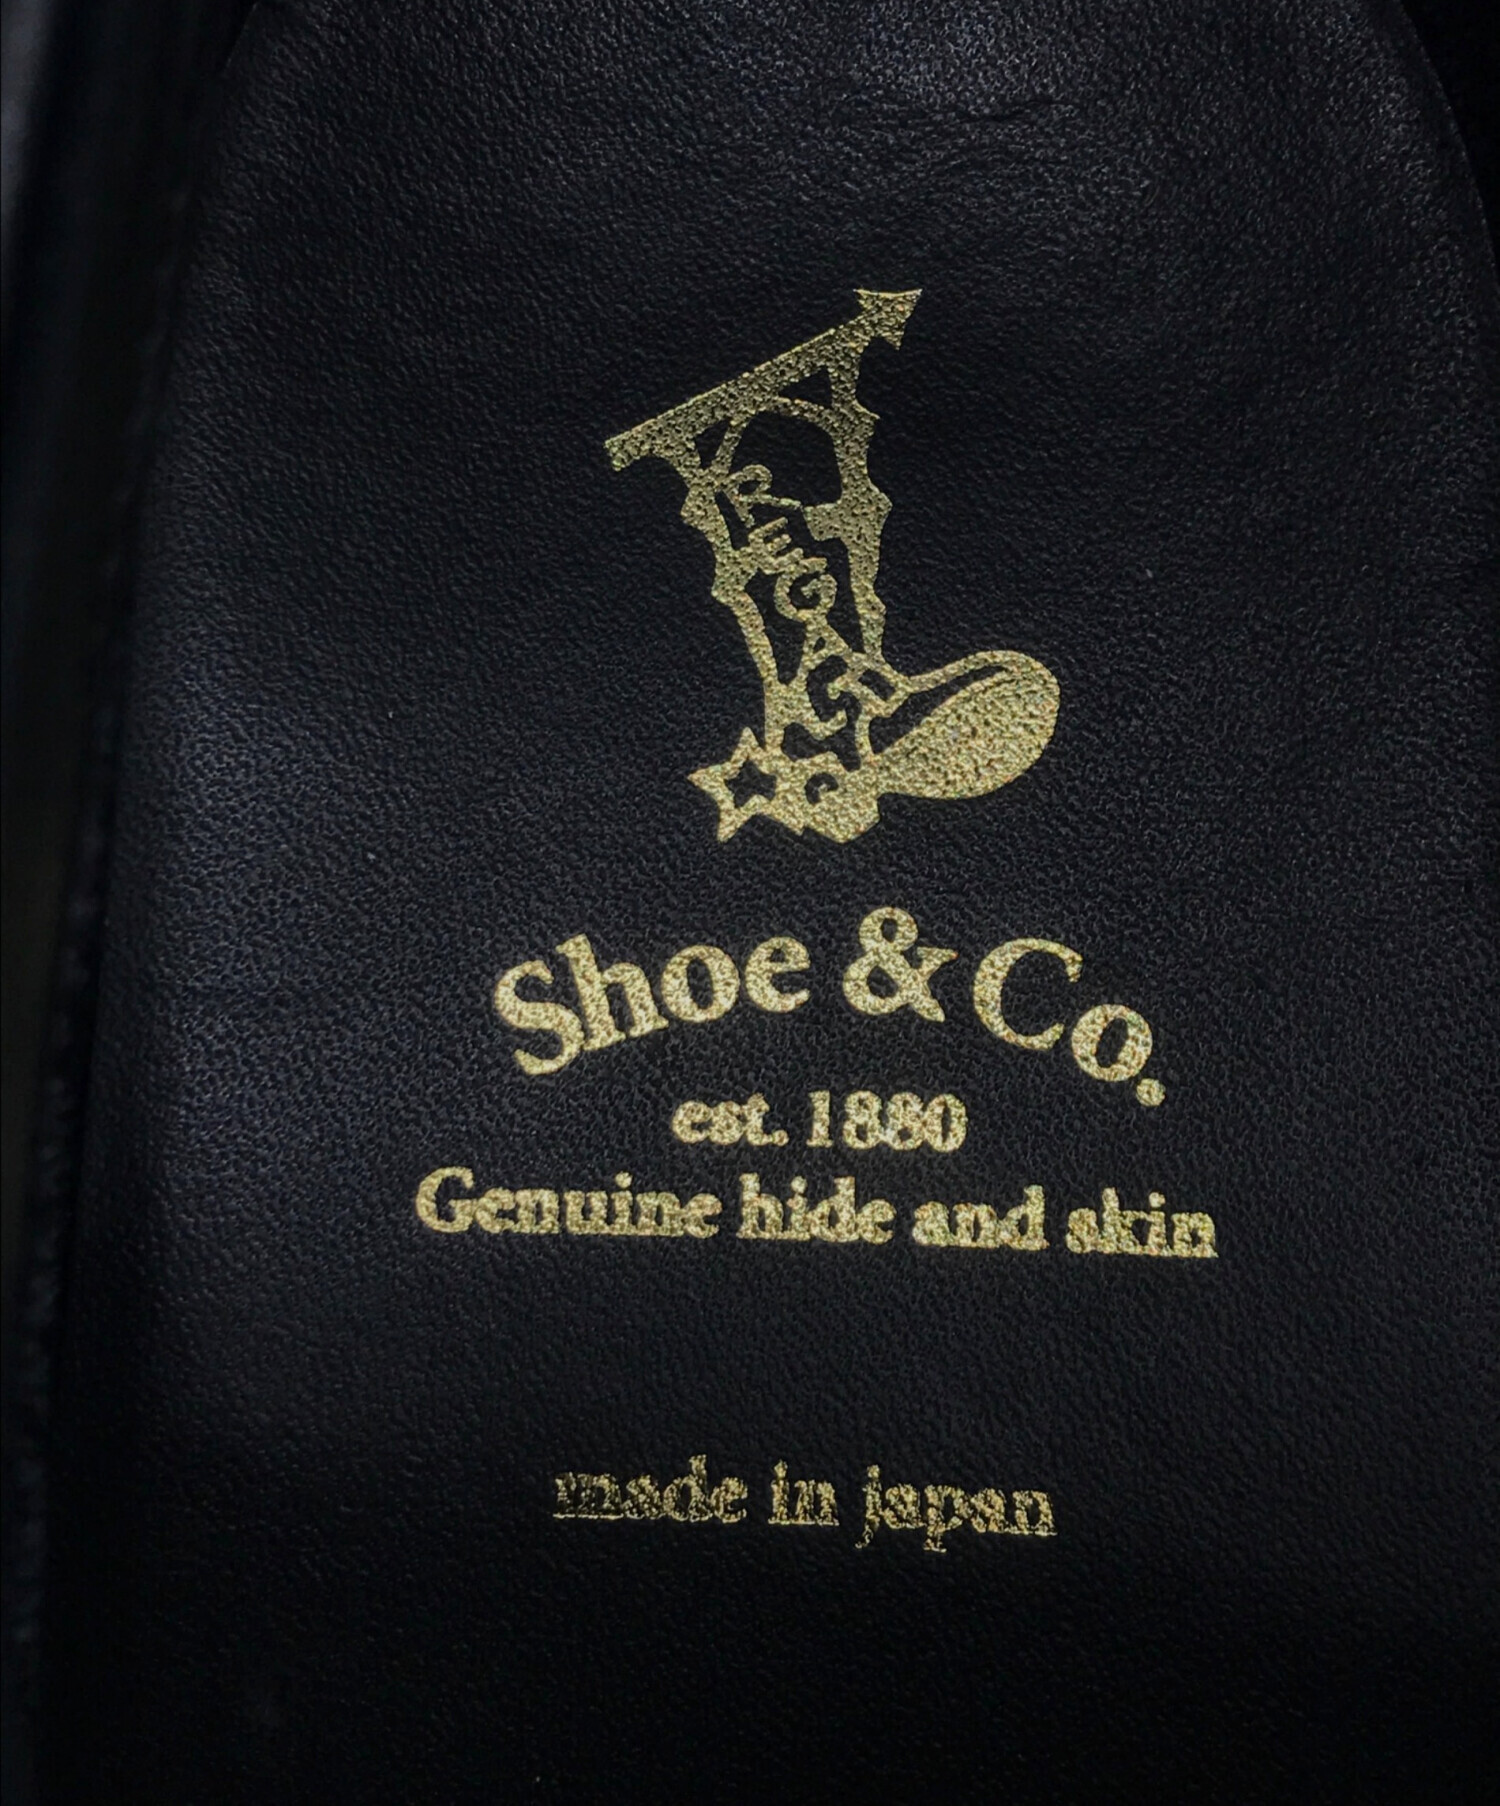 REGAL
Shoe & Co.
est. 1880
Genuine hide and skin
made in japan